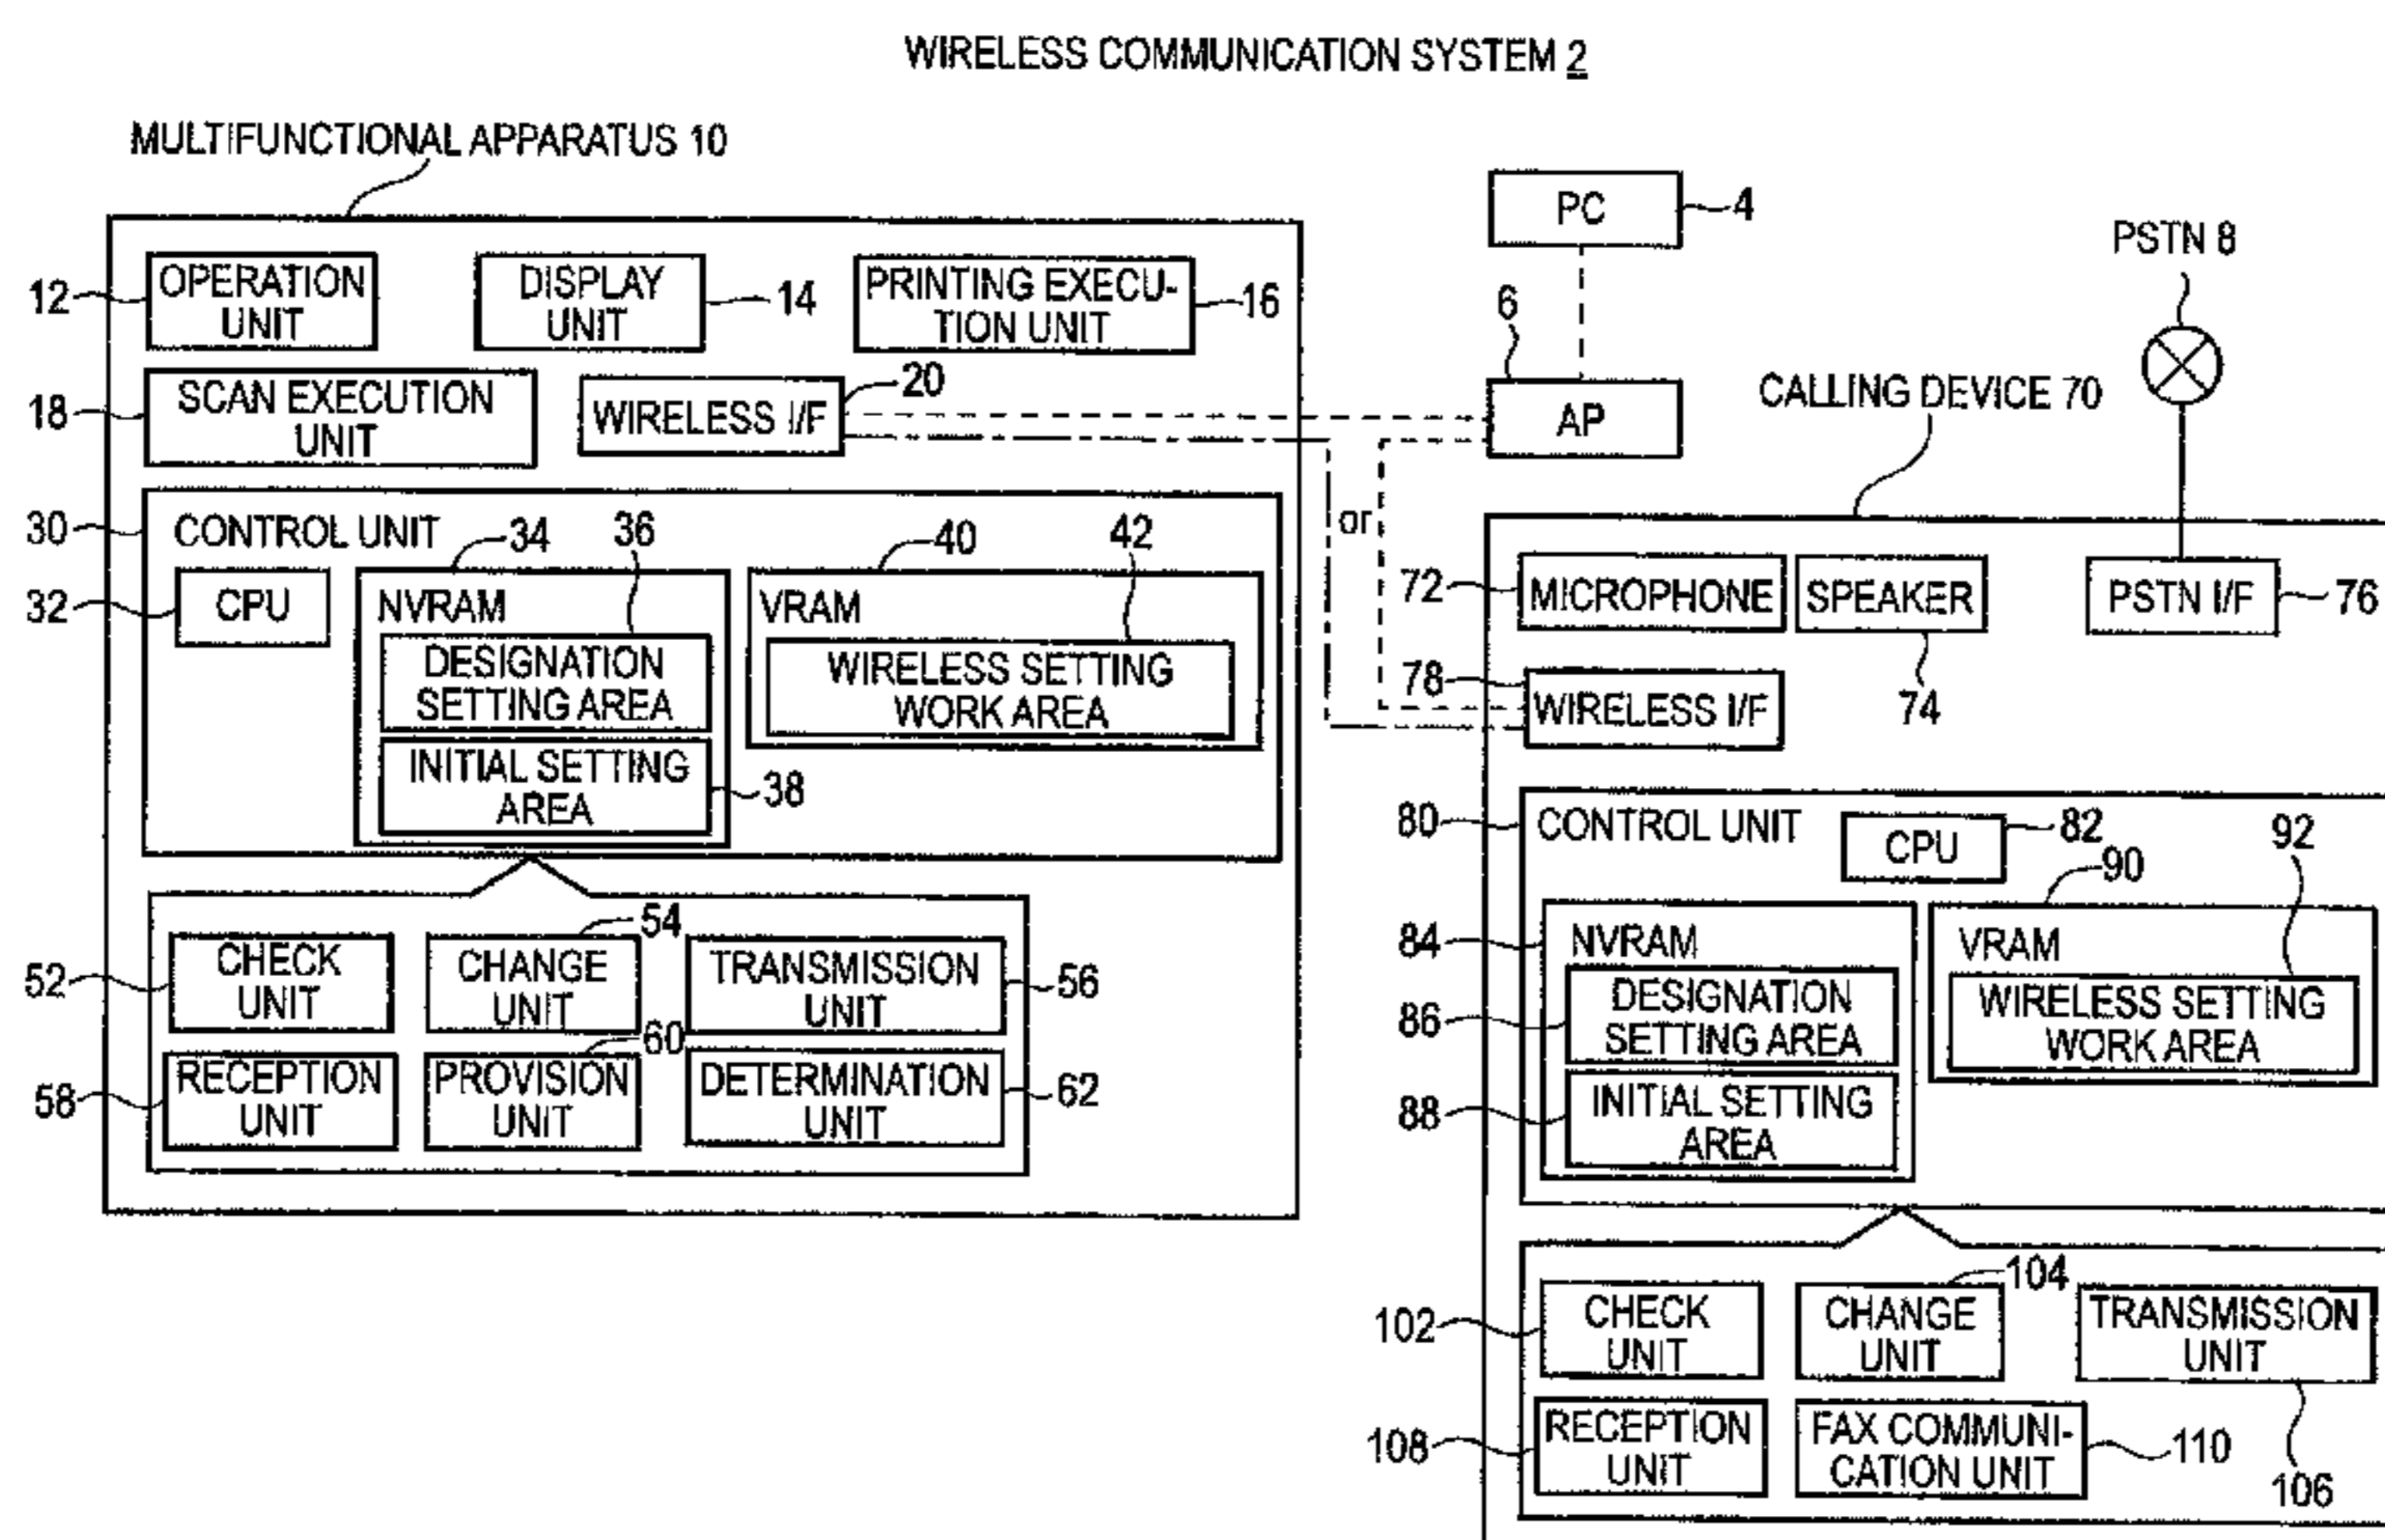 WIRELESS COMMUNICATION SYSTEM 2
MULTIFUNCTIONAL APPARATUS 10
12
OPERATION
UNIT
DISPLAY
UNIT
14
PRINTING EXECU-
TION UNIT
16
18
SCAN EXECUTION
UNIT
WIRELESS I/F
20
30
CONTROL UNIT
32
CPU
34
NVRAM
36
DESIGNATION
SETTING AREA
INITIAL SETTING
AREA
38
40
VRAM
42
WIRELESS SETTING
WORK AREA
52
CHECK
UNIT
54
CHANGE
UNIT
TRANSMISSION
UNIT
56
58
RECEPTION
UNIT
60
PROVISION
UNIT
DETERMINATION
UNIT
62
PC
4
6
AP
or
PSTN 8
CALLING DEVICE 70
72
MICROPHONE
SPEAKER
74
PSTN I/F
76
78
WIRELESS I/F
80
CONTROL UNIT
CPU
82
84
NVRAM
86
DESIGNATION
SETTING AREA
88
INITIAL SETTING
AREA
90
VRAM
92
WIRELESS SETTING
WORK AREA
102
CHECK
UNIT
104
CHANGE
UNIT
TRANSMISSION
UNIT
106
108
RECEPTION
UNIT
FAX COMMUNI-
CATION UNIT
110